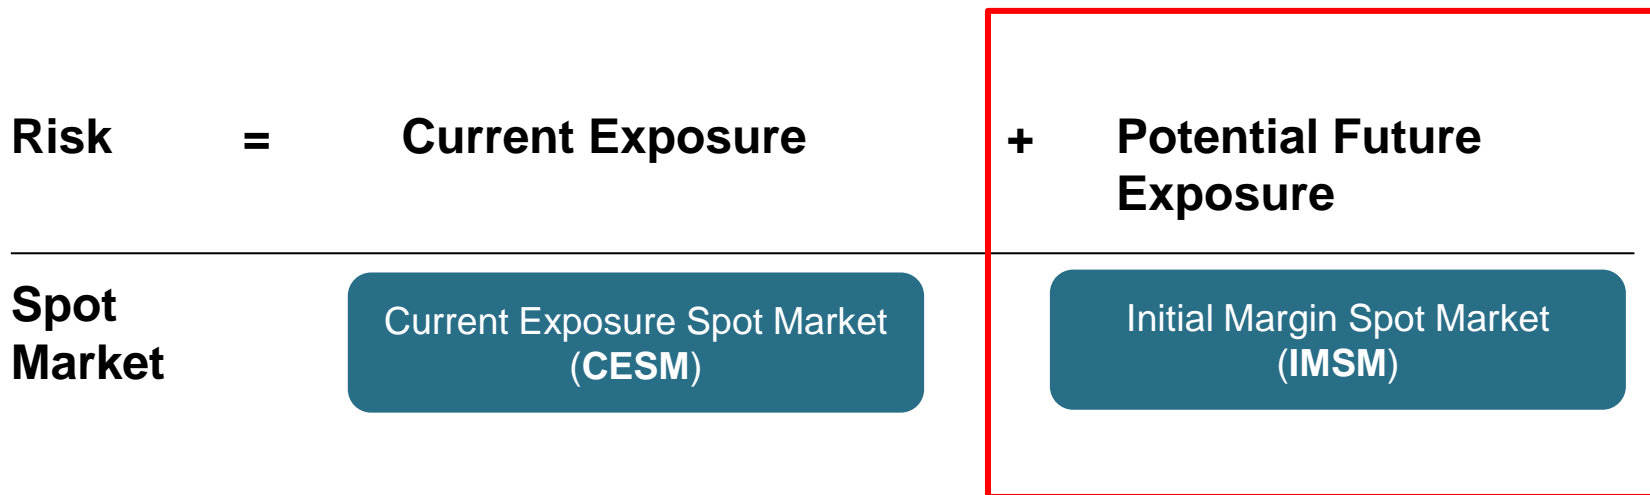 Risk = Current Exposure + Potential Future
Exposure
Spot
Market
Current Exposure Spot Market
(CESM)
Initial Margin Spot Market
(IMSM)